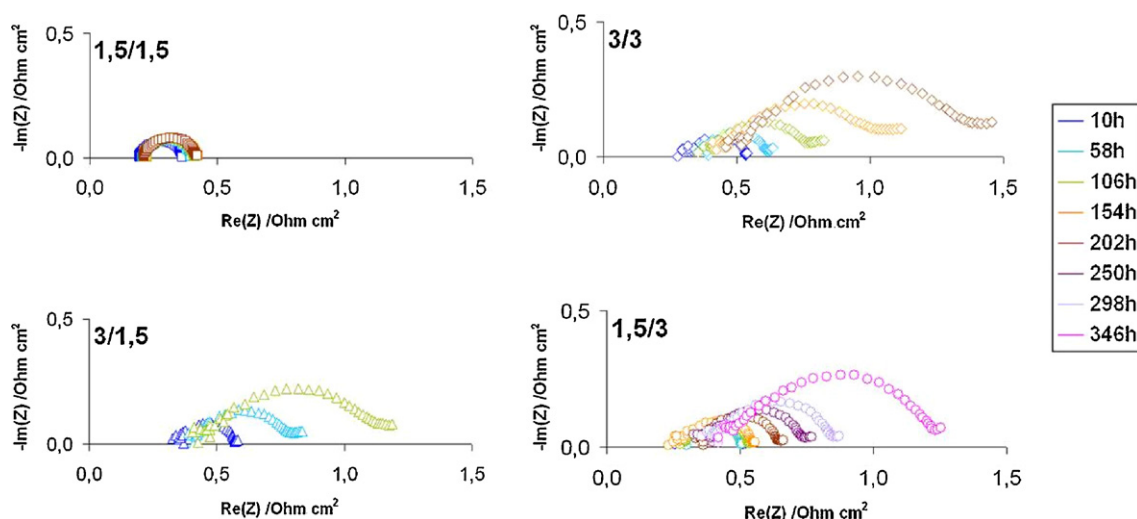 0,5
1,5/1,5
-Im(Z) /Ohm cm²
0,0
0,0 0,5 1,0 1,5
Re(Z) /Ohm cm²
0,5
3/3
-Im(Z) /Ohm cm²
0,0
0,0 0,5 1,0 1,5
Re(Z) /Ohm cm²
0,5
3/1,5
-Im(Z) /Ohm cm²
0,0
0,0 0,5 1,0 1,5
Re(Z) /Ohm cm²
0,5
1,5/3
-Im(Z) /Ohm cm²
0,0
0,0 0,5 1,0 1,5
Re(Z) /Ohm cm²
10h
58h
106h
154h
202h
250h
298h
346h